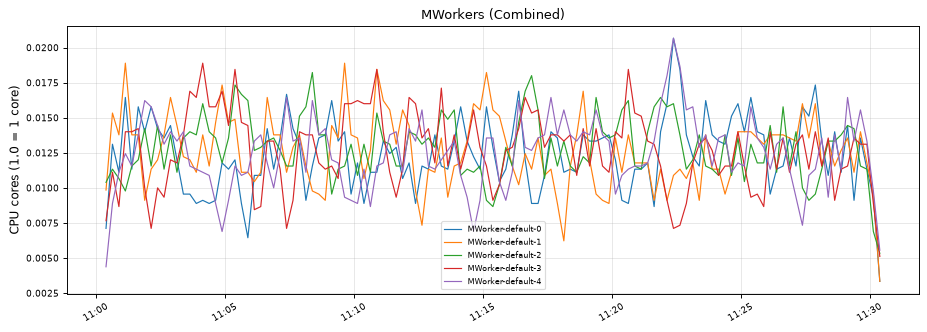 MWorkers (Combined)
CPU cores (1.0 = 1 core)
0.0200
0.0175
0.0150
0.0125
0.0100
0.0075
0.0050
0.0025
MWorker-default-0
MWorker-default-1
MWorker-default-2
MWorker-default-3
MWorker-default-4
11:00
11:05
11:10
11:15
11:20
11:25
11:30